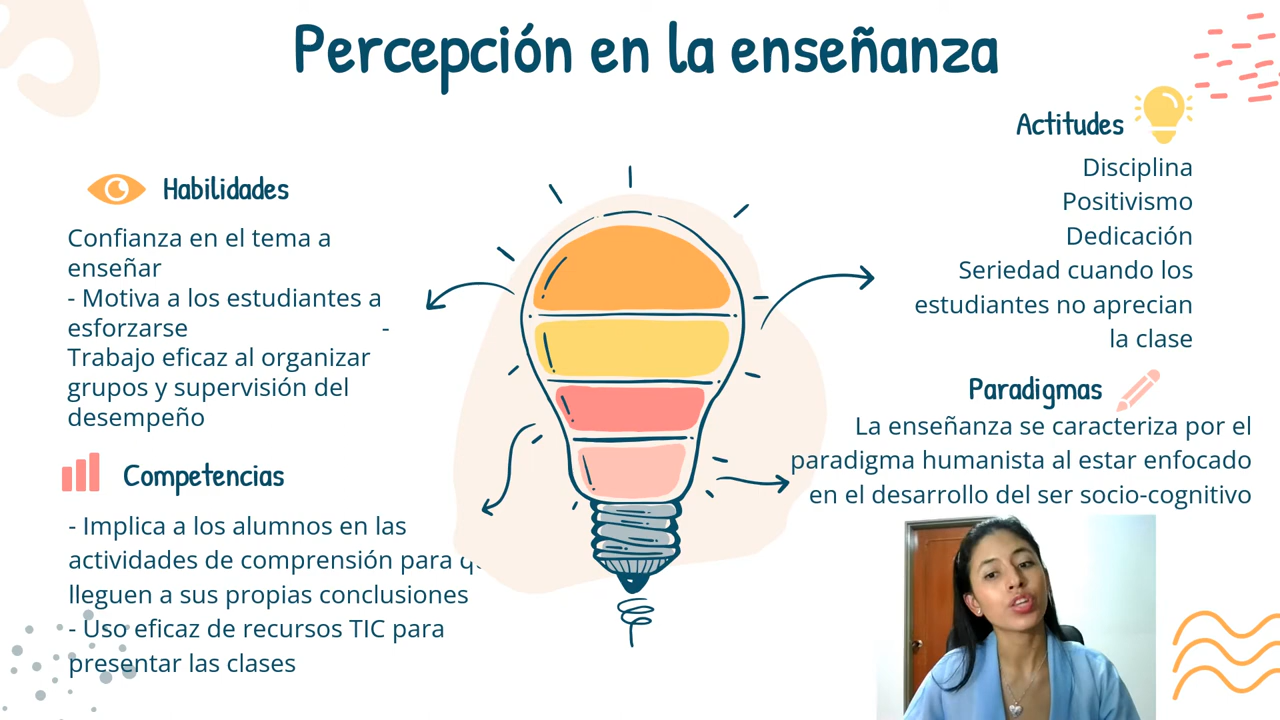 Percepción en la enseñanza
Habilidades
Confianza en el tema a
enseñar
- Motiva a los estudiantes a
esforzarse -
Trabajo eficaz al organizar
grupos y supervisión del
desempeño
Competencias
- Implica a los alumnos en las
actividades de comprensión para
lleguen a sus propias conclusiones
- Uso eficaz de recursos TIC para
presentar las clases
Actitudes
Disciplina
Positivismo
Dedicación
Seriedad cuando los
estudiantes no aprecian
la clase
Paradigmas
La enseñanza se caracteriza por el
paradigma humanista al estar enfocado
en el desarrollo del ser socio-cognitivo